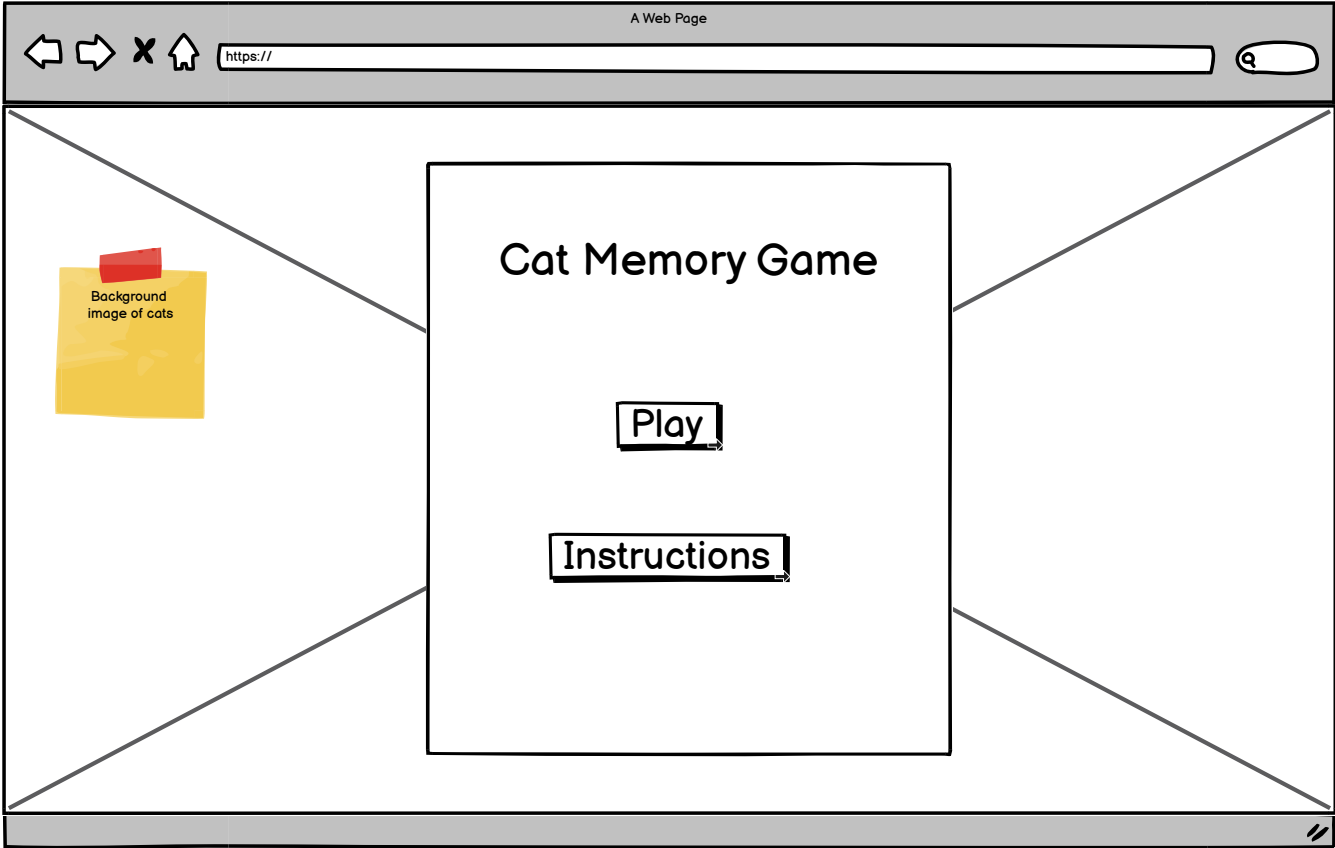 A Web Page
https://
Cat Memory Game
Background
image of cats
Play
Instructions